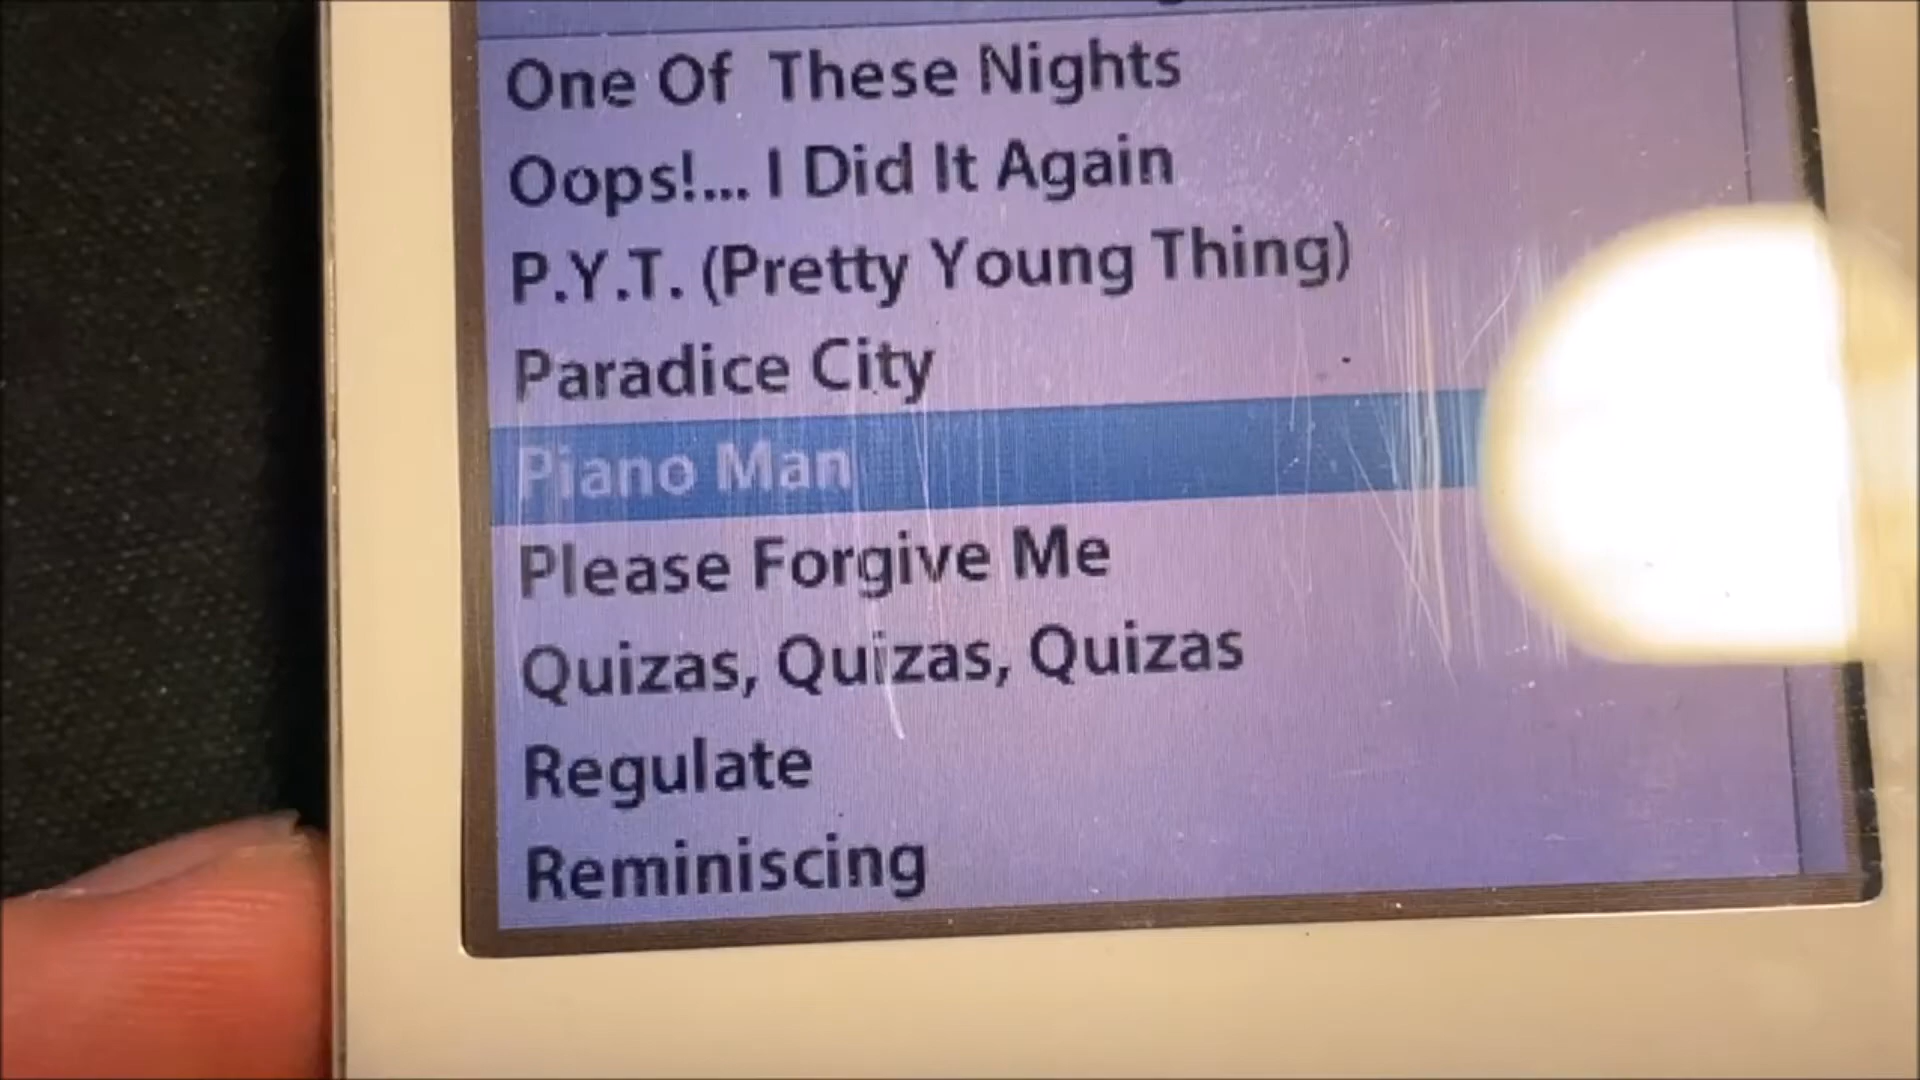 One Of These Nights
Oops!... I Did It Again
P.Y.T. (Pretty Young Thing)
Paradice City
Piano Man
Please Forgive Me
Quizas, Quizas, Quizas
Regulate
Reminiscing